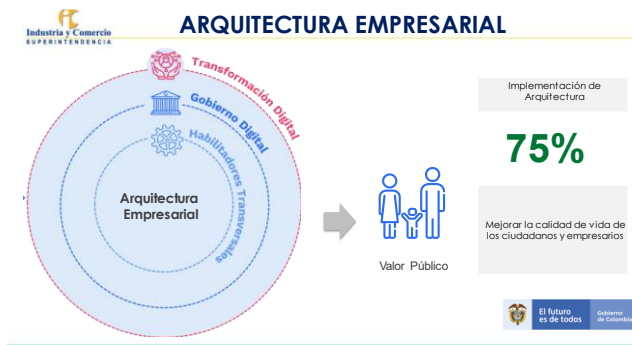 Industria y Comercio
SUPERINTENDENCIA
ARQUITECTURA EMPRESARIAL
Transformación Digital
Gobierno Digital
Habilitadores Transversales
Arquitectura
Empresarial
Valor Público
Implementación de
Arquitectura
75%
Mejorar la calidad de vida de
los ciudadanos y empresarios
El futuro
es de todos
Gobierno
de Colombia